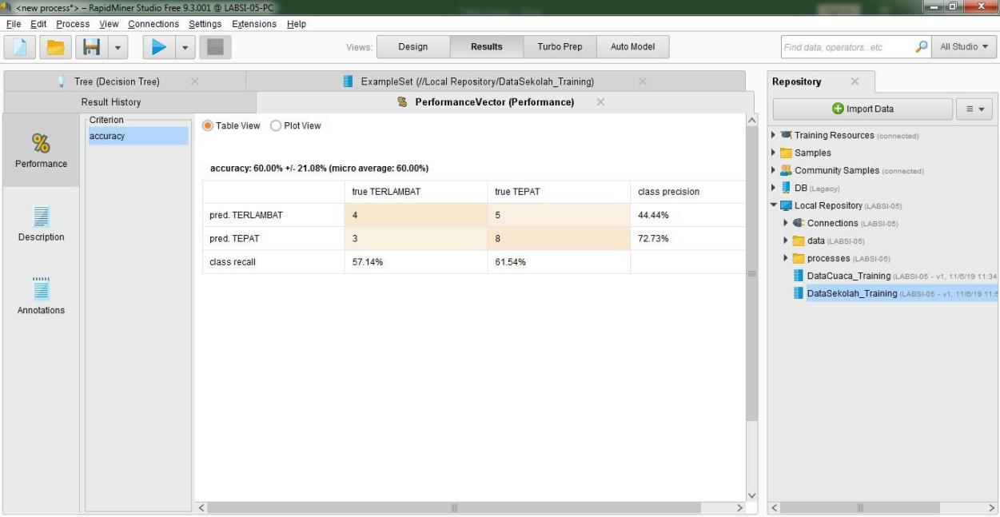 <new process*> – RapidMiner Studio Free 9.3.001 @ LABSI-05-PC
File Edit Process View Connections Settings Extensions Help
Views: Design Results Turbo Prep Auto Model
Find data, operators...etc
All Studio
Tree (Decision Tree)
ExampleSet (//Local Repository/DataSekolah_Training)
Result History
PerformanceVector (Performance)
Performance
Description
Annotations
Criterion
accuracy
Table View Plot View
accuracy: 60.00% +/- 21.08% (micro average: 60.00%)
true TERLAMBAT true TEPAT class precision
pred. TERLAMBAT 4 5 44.44%
pred. TEPAT 3 8 72.73%
class recall 57.14% 61.54%
Repository
Import Data
Training Resources (connected)
Samples
Community Samples (connected)
DB (Legacy)
Local Repository (LABSI-05)
Connections (LABSI-05)
data (LABSI-05)
processes (LABSI-05)
DataCuaca_Training (LABSI-05 - v1, 11/6/19 11:34
DataSekolah_Training (LABSI-05 - v1, 11/6/19 11: